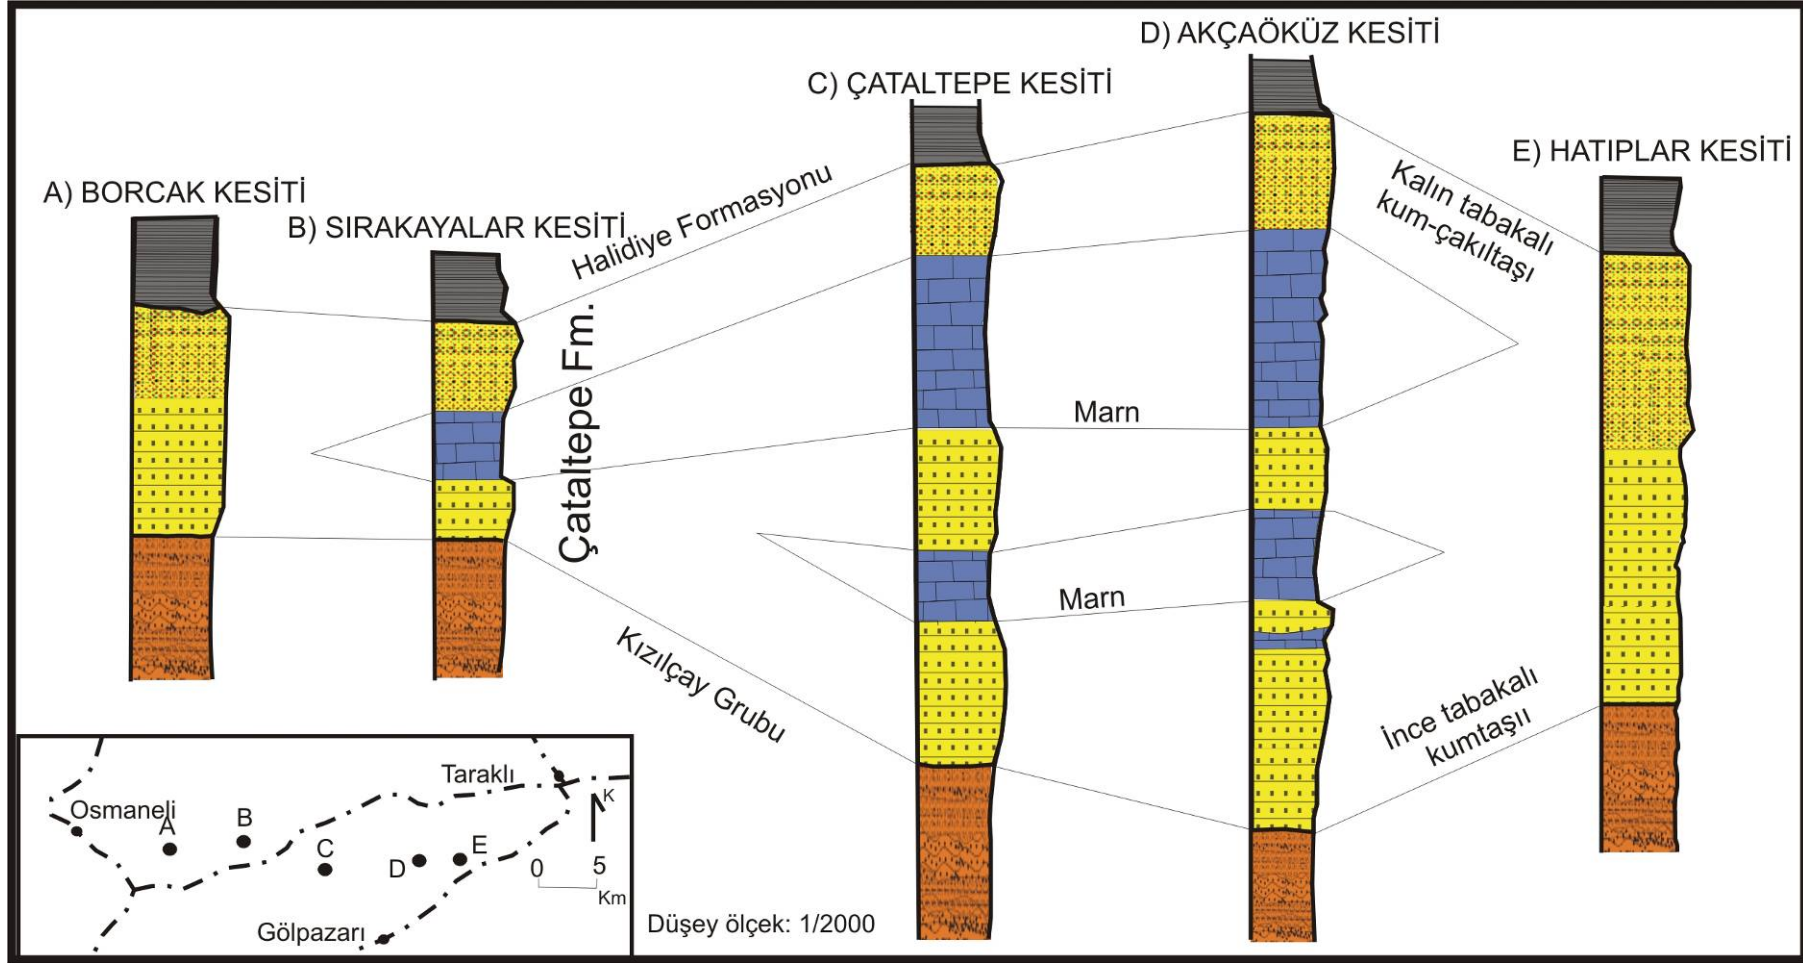 D) AKÇAÖKÜZ KESİTİ
C) ÇATALTEPE KESİTİ
E) HATIPLAR KESİTİ
A) BORCAK KESİTİ
B) SIRAKAYALAR KESİTİ
Halidiye Formasyonu
Kalın tabakalı
kum-çakıltaşı
Çataltepe Fm.
Marn
Marn
Kızılçay Grubu
İnce tabakalı
kumtaşıı
Taraklı
K
Osmaneli
A
B
C
D
E
0
5
Km
Gölpazarı
Düşey ölçek: 1/2000